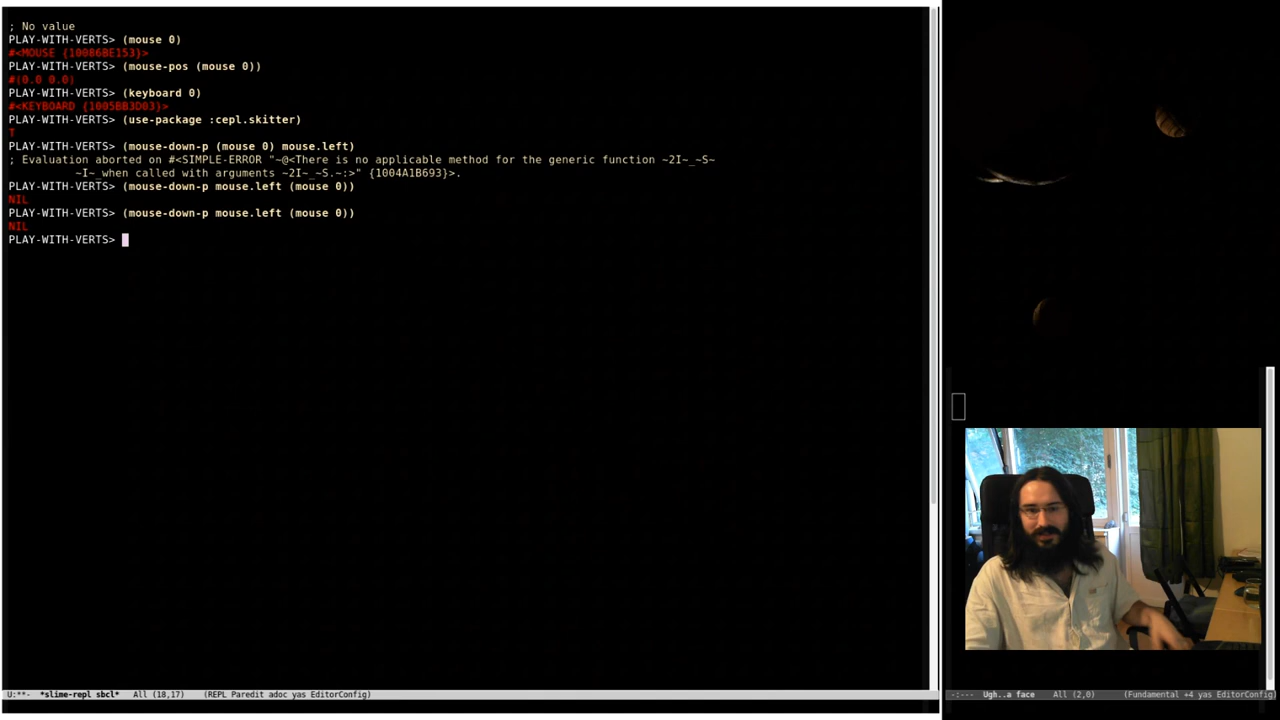 ; No value
PLAY-WITH-VERTS> (mouse 0)
#<MOUSE {10086BE153}>
PLAY-WITH-VERTS> (mouse-pos (mouse 0))
#(0.0 0.0)
PLAY-WITH-VERTS> (keyboard 0)
#<KEYBOARD {1005BB3D03}>
PLAY-WITH-VERTS> (use-package :cepl.skitter)
T
PLAY-WITH-VERTS> (mouse-down-p (mouse 0) mouse.left)
; Evaluation aborted on #<SIMPLE-ERROR "~@<There is no applicable method for the generic function ~2I~_~S~
~I~_when called with arguments ~2I~_~S.~:>" {1004A1B693}>.
PLAY-WITH-VERTS> (mouse-down-p mouse.left (mouse 0))
NIL
PLAY-WITH-VERTS> (mouse-down-p mouse.left (mouse 0))
NIL
PLAY-WITH-VERTS>
U:**- *slime-repl sbcl* All (18,17) (REPL Paredit adoc yas EditorConfig)
-:--- Ugh..a face All (2,0) (Fundamental +4 yas EditorConfig)